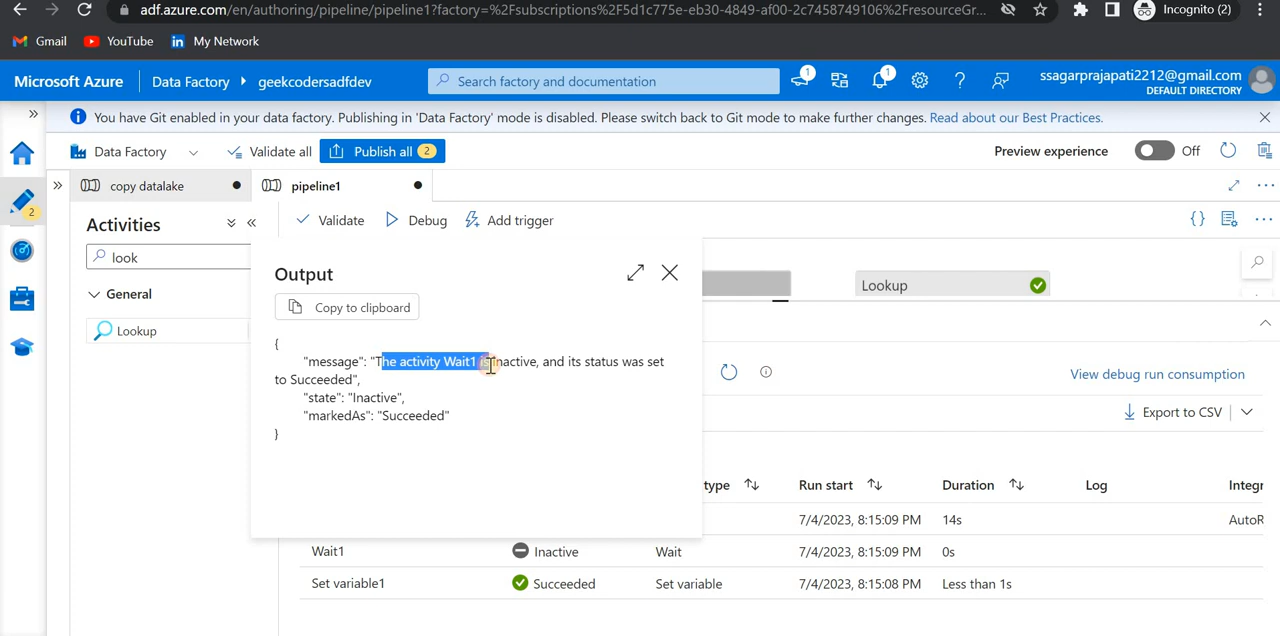 adf.azure.com/en/authoring/pipeline/pipeline1?factory=%2Fsubscriptions%2F5d1c775e-eb30-4849-af00-2c7458749106%2FresourceGr...
Incognito (2)
Gmail
YouTube
in
My Network
Microsoft Azure
Data Factory
geekcodersadfdev
Search factory and documentation
1
1
ssagarprajapati2212@gmail.com
DEFAULT DIRECTORY
You have Git enabled in your data factory. Publishing in 'Data Factory' mode is disabled. Please switch back to Git mode to make further changes. Read about our Best Practices.
Data Factory
Validate all
Publish all 2
Preview experience
Off
copy datalake
pipeline1
2
Activities
Validate
Debug
Add trigger
look
General
Lookup
Output
Copy to clipboard
{
"message": "The activity Wait1 is inactive, and its status was set
to Succeeded",
"state": "Inactive",
"markedAs": "Succeeded"
}
Lookup
View debug run consumption
Export to CSV
type
Run start
Duration
Log
Integr
7/4/2023, 8:15:09 PM
14s
AutoR
Wait1
Inactive
Wait
7/4/2023, 8:15:09 PM
0s
Set variable1
Succeeded
Set variable
7/4/2023, 8:15:08 PM
Less than 1s